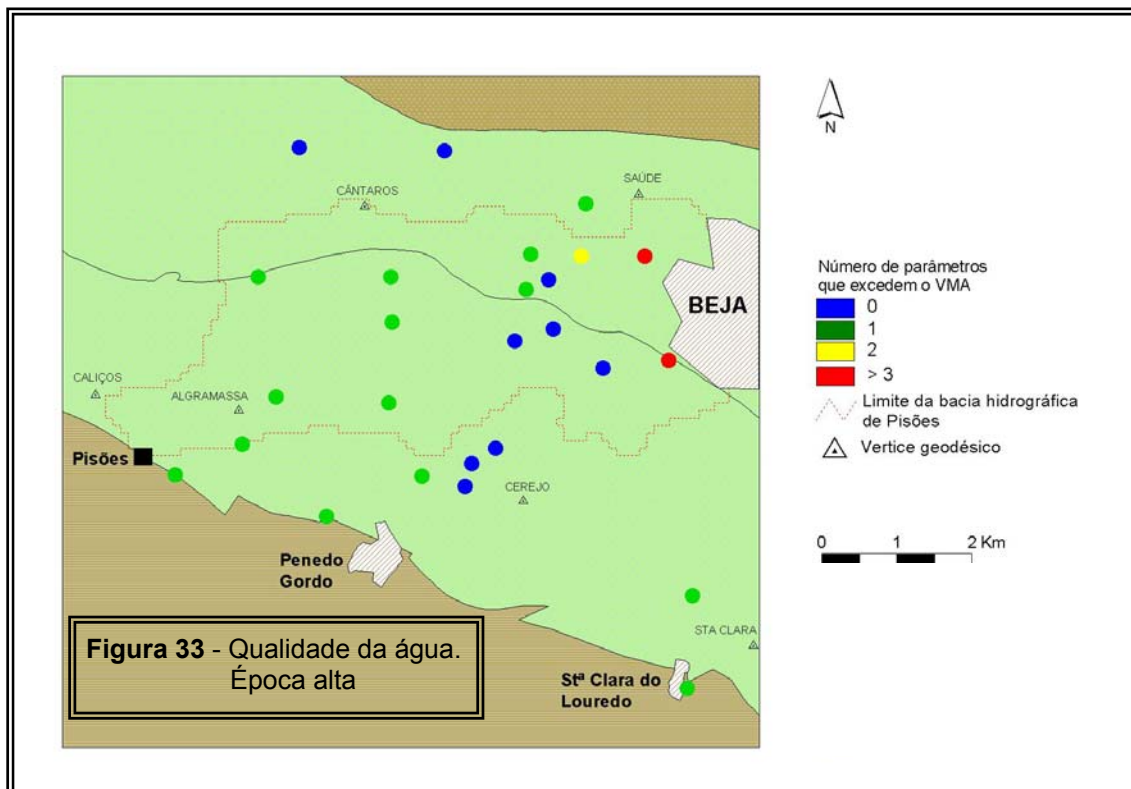 N
CÂNTAROS
SAÚDE
BEJA
CALIÇOS
ALGRAMASSA
Pisões
CEREJO
Penedo
Gordo
STA CLARA
Stª Clara do
Louredo
Figura 33 - Qualidade da água.
Época alta
Número de parâmetros
que excedem o VMA
0
1
2
> 3
Limite da bacia hidrográfica
de Pisões
Vertice geodésico
0 1 2 Km